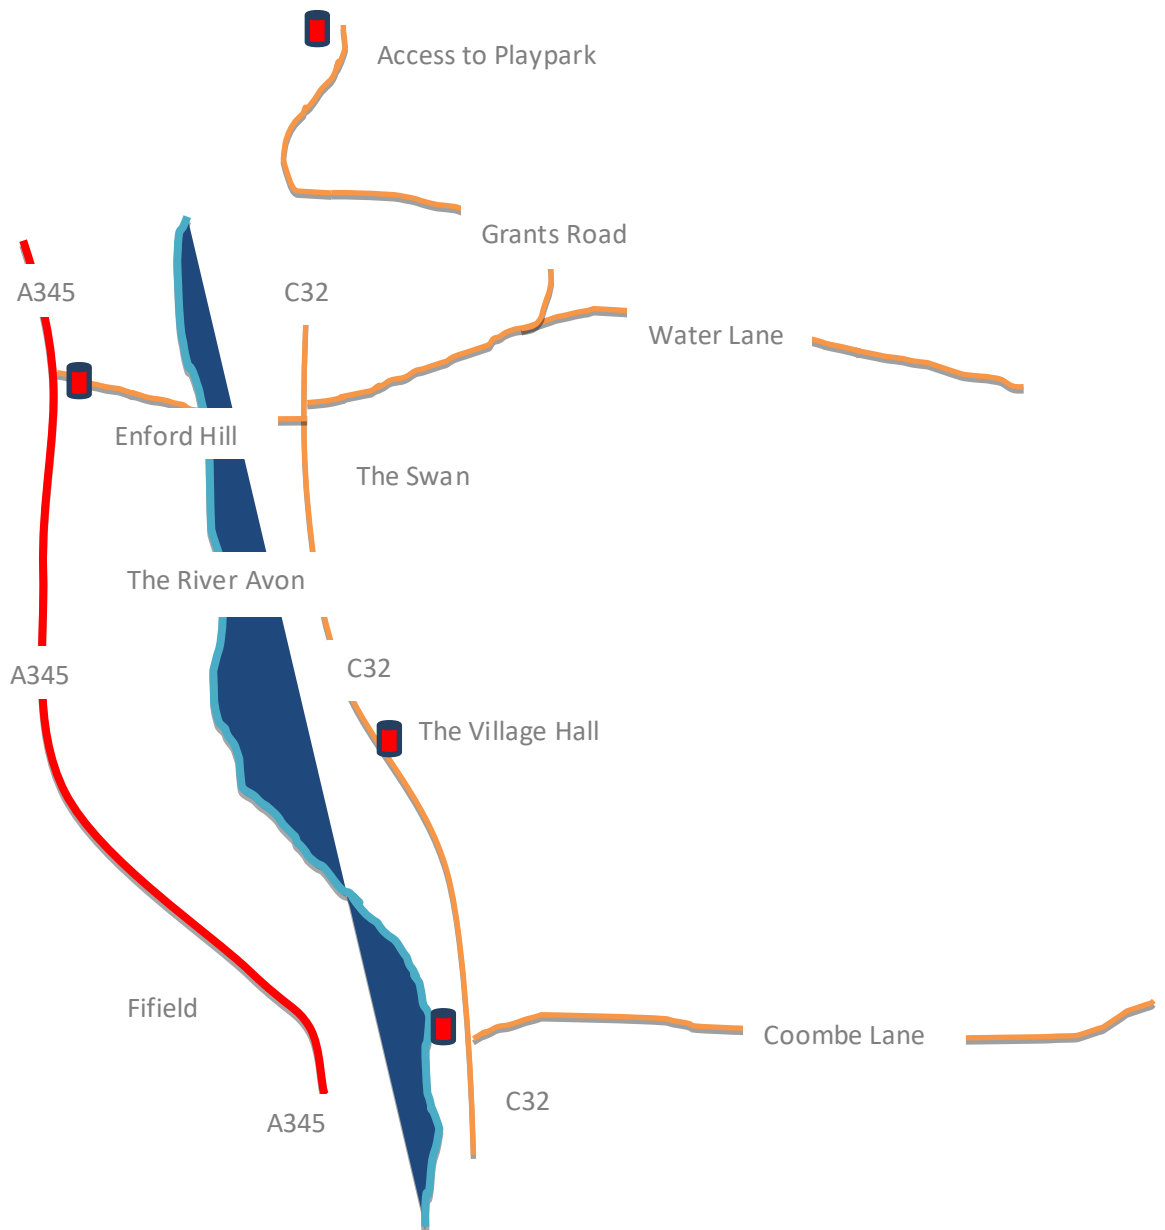 Access to Playpark
Grants Road
A345
C32
Water Lane
Enford Hill
The Swan
The River Avon
C32
A345
The Village Hall
Fifield
Coombe Lane
C32
A345